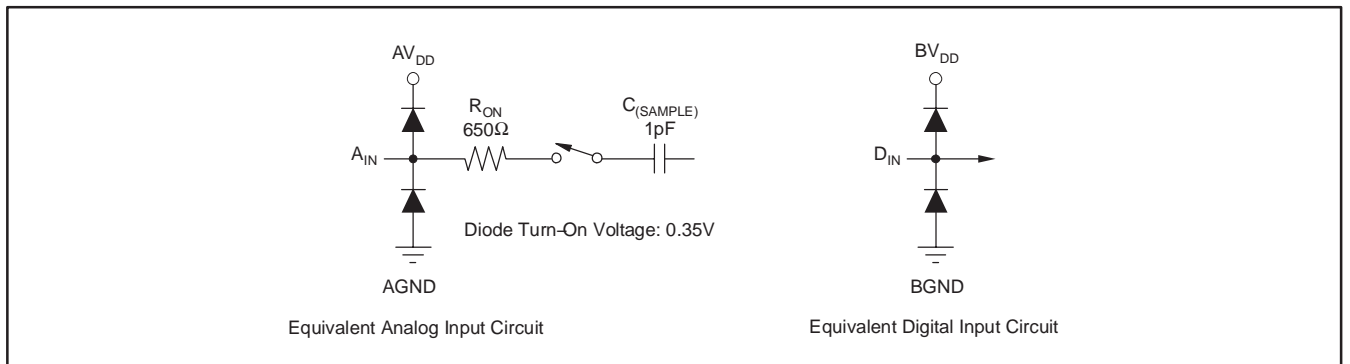 AV_DD
R_ON
650Ω
C_(SAMPLE)
1pF
A_IN
Diode Turn-On Voltage: 0.35V
AGND
Equivalent Analog Input Circuit
BV_DD
D_IN
BGND
Equivalent Digital Input Circuit